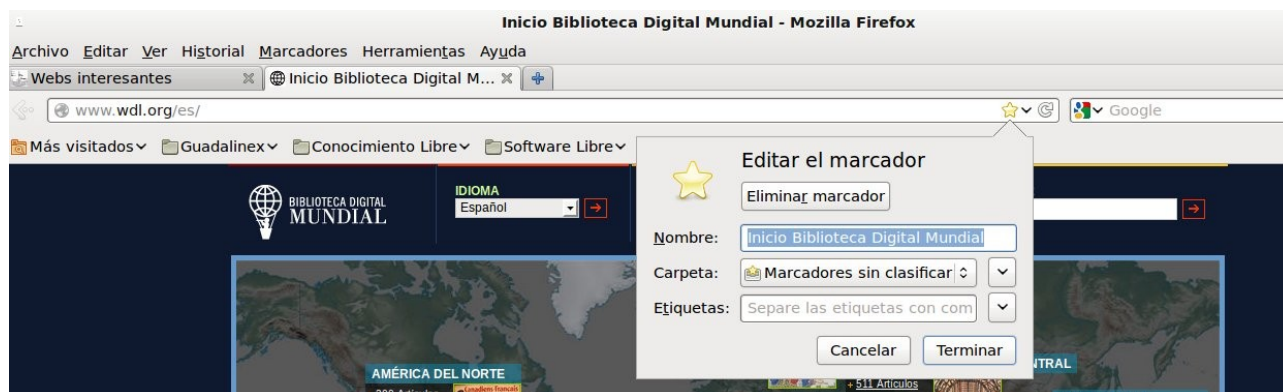 Inicio Biblioteca Digital Mundial - Mozilla Firefox
Archivo Editar Ver Historial Marcadores Herramientas Ayuda
Webs interesantes Inicio Biblioteca Digital M...
www.wdl.org/es/ Google
Más visitados Guadalinex Conocimiento Libre Software Libre
Editar el marcador
Eliminar marcador
Nombre: Inicio Biblioteca Digital Mundial
Carpeta: Marcadores sin clasificar
Etiquetas: Separe las etiquetas con com
Cancelar Terminar
BIBLIOTECA DIGITAL
MUNDIAL
IDIOMA
Español
AMÉRICA DEL NORTE
NTRAL
511 Artículos